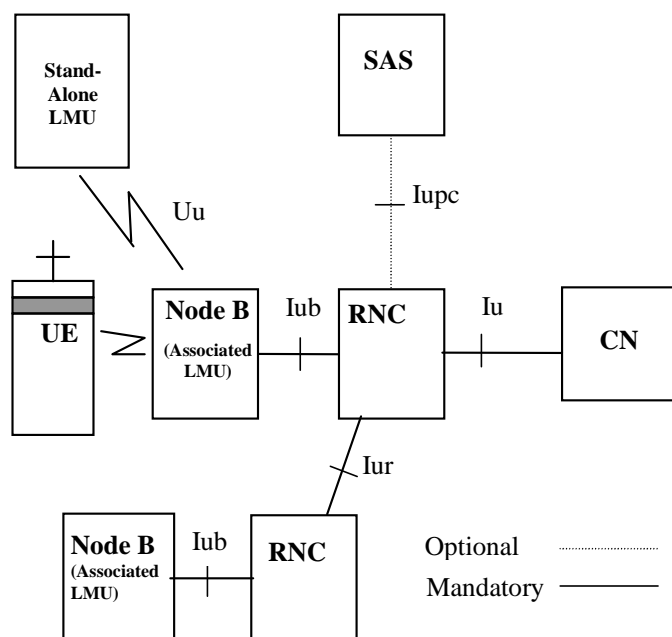 Stand-
Alone
LMU
SAS
Iupc
Uu
UE
Node B
(Associated
LMU)
Iub
RNC
Iu
CN
Iur
Node B
(Associated
LMU)
Iub
RNC
Optional
Mandatory